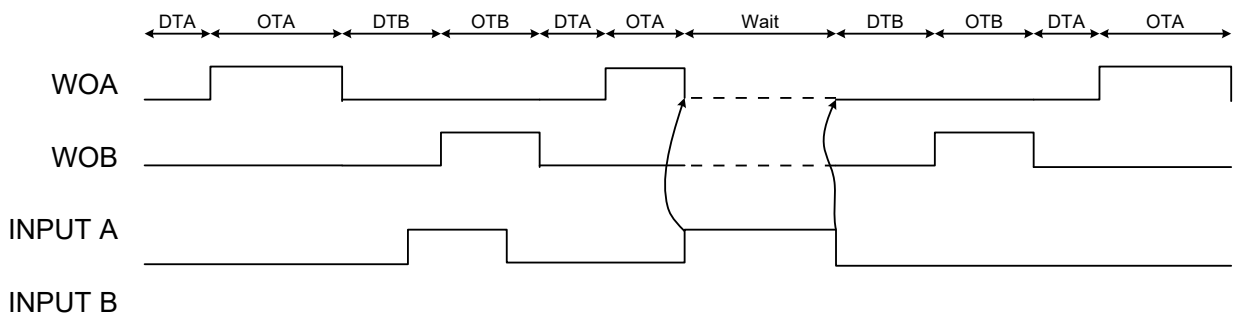 DTA OTA DTB OTB DTA OTA Wait DTB OTB DTA OTA
WOA
WOB
INPUT A
INPUT B